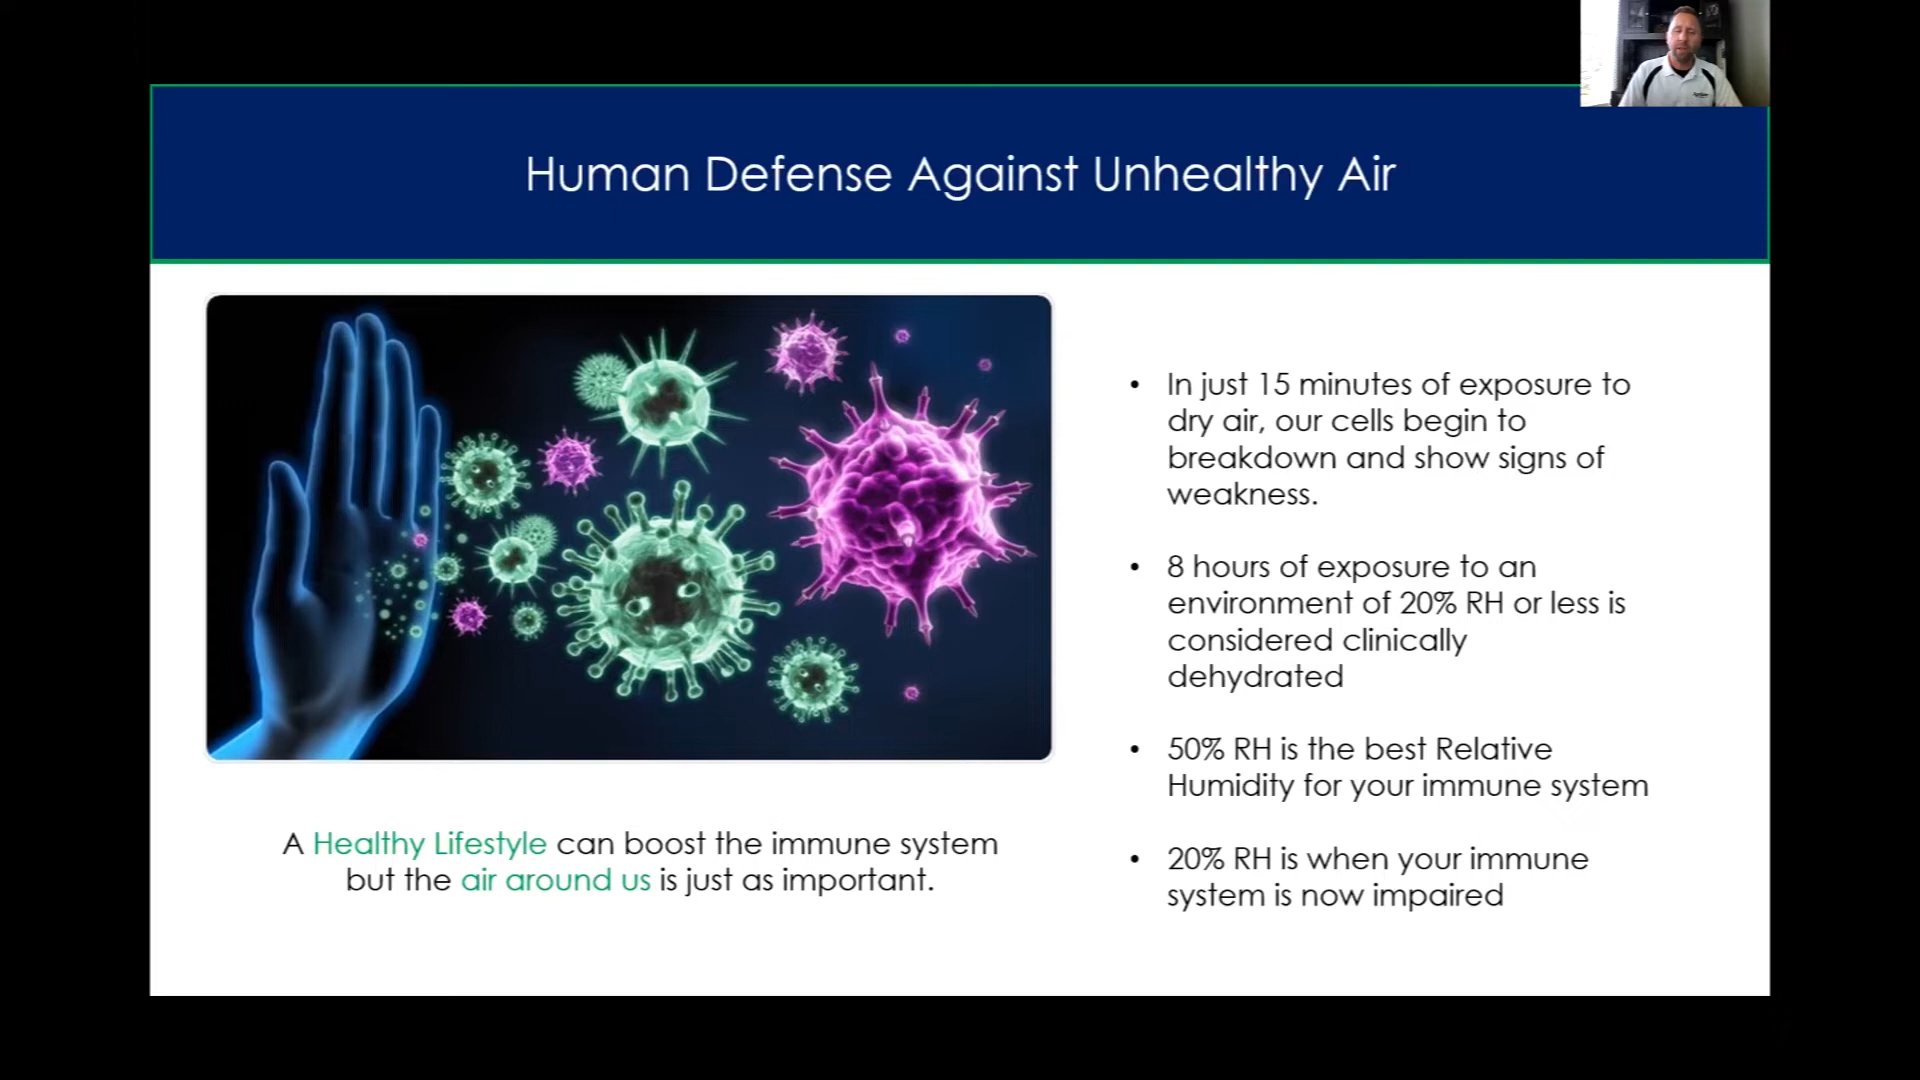 Human Defense Against Unhealthy Air
• In just 15 minutes of exposure to
dry air, our cells begin to
breakdown and show signs of
weakness.
• 8 hours of exposure to an
environment of 20% RH or less is
considered clinically
dehydrated
• 50% RH is the best Relative
Humidity for your immune system
• 20% RH is when your immune
system is now impaired
A Healthy Lifestyle can boost the immune system
but the air around us is just as important.